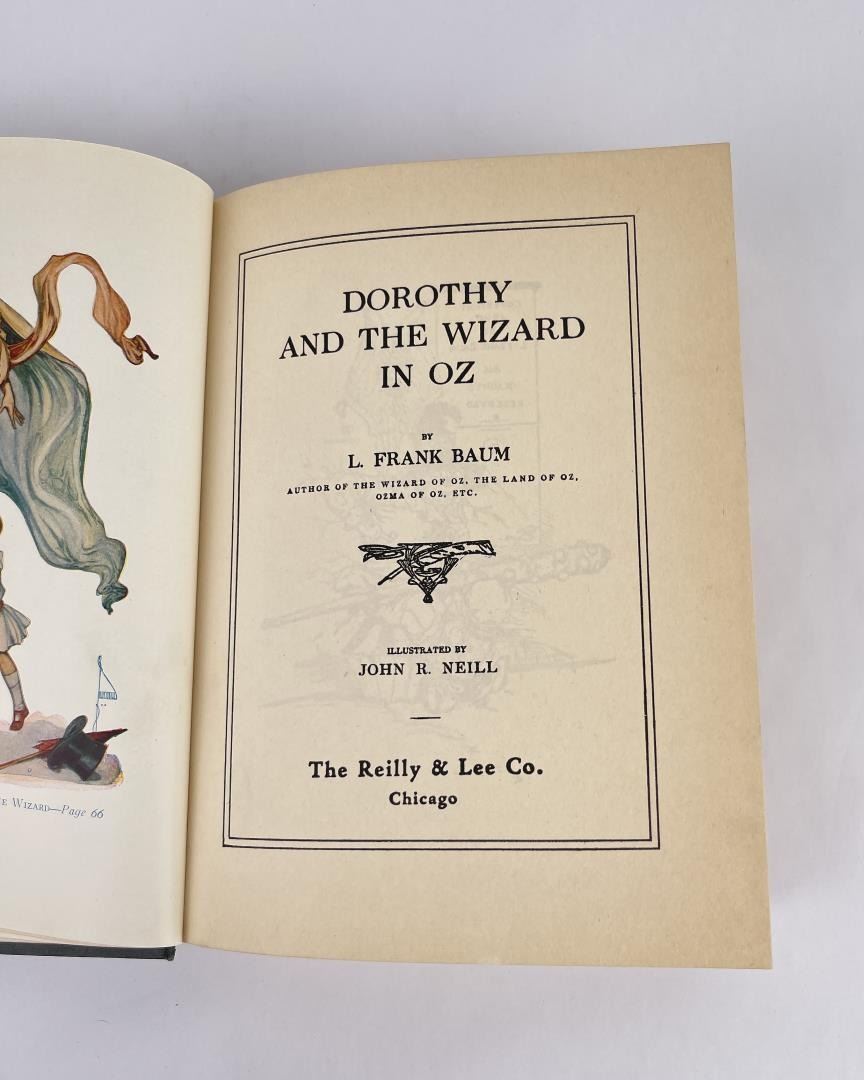 E WIZARD—Page 66
DOROTHY
AND THE WIZARD
IN OZ
BY
L. FRANK BAUM
AUTHOR OF THE WIZARD OF OZ, THE LAND OF OZ,
OZMA OF OZ, ETC.
ILLUSTRATED BY
JOHN R. NEILL
The Reilly & Lee Co.
Chicago